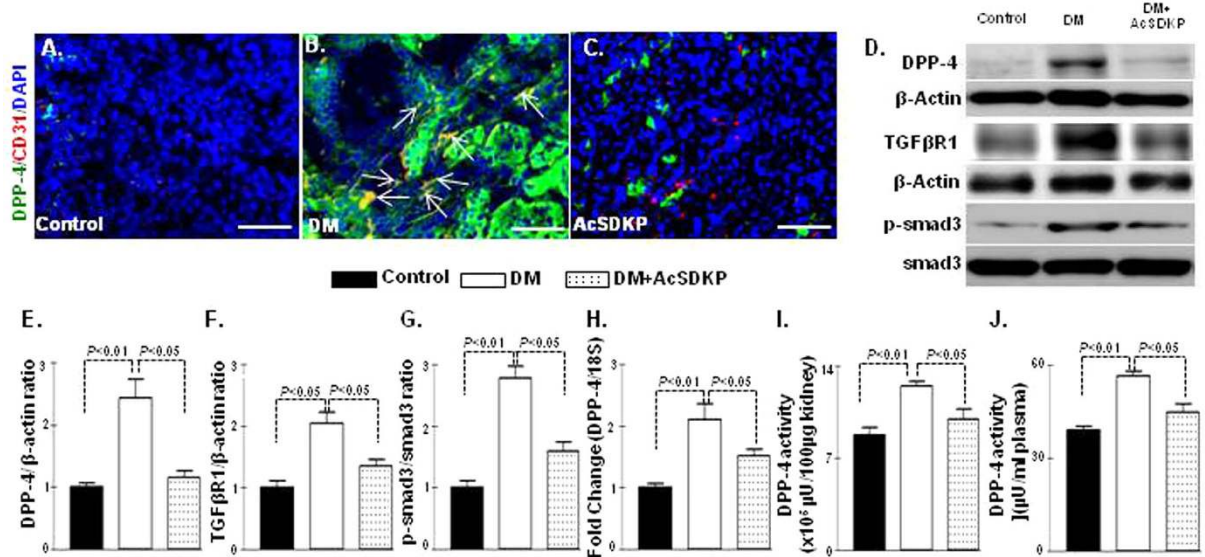 DPP-4/CD31/DAPI
A.
Control
B.
DM
C.
AcSDKP
Control
DM
DM+
AcSDKP
D.
DPP-4
β-Actin
TGFβR1
β-Actin
p-smad3
smad3
Control
DM
DM+AcSDKP
E.
DPP-4/β-actin ratio
3
2
1
0
P<0.01
P<0.05
F.
TGFβR1/β-actin ratio
3
2
1
0
P<0.05
P<0.05
G.
p-smad3/smad3 ratio
3
2
1
0
P<0.01
P<0.05
H.
Fold Change (DPP-4/18S)
3
2
1
0
P<0.01
P<0.05
I.
DPP-4 activity
(x10⁵ µU/100µg kidney)
14
7
0
P<0.01
P<0.05
J.
DPP-4 activity
](µU/ml plasma)
60
30
0
P<0.01
P<0.05